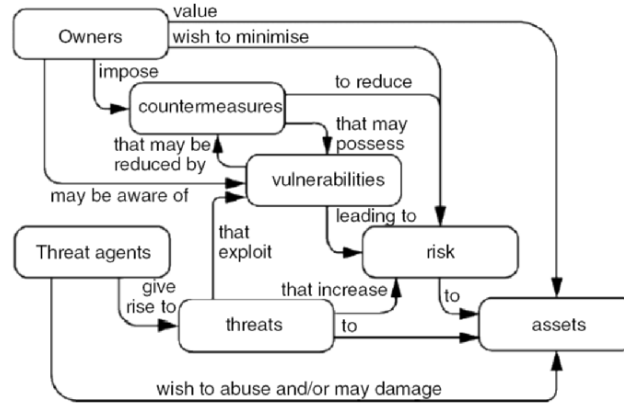 value
Owners
wish to minimise
impose
to reduce
countermeasures
that may be
reduced by
that may
possess
vulnerabilities
may be aware of
leading to
that
exploit
Threat agents
risk
give
rise to
that increase
to
threats
to
assets
wish to abuse and/or may damage